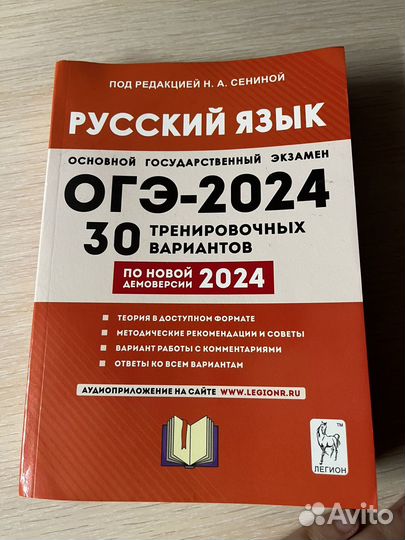 ПОД РЕДАКЦИЕЙ Н. А. СЕНИНОЙ
РУССКИЙ ЯЗЫК
ОСНОВНОЙ ГОСУДАРСТВЕННЫЙ ЭКЗАМЕН
ОГЭ-2024
30 ТРЕНИРОВОЧНЫХ
ВАРИАНТОВ
ПО НОВОЙ
ДЕМОВЕРСИИ 2024
ТЕОРИЯ В ДОСТУПНОМ ФОРМАТЕ
МЕТОДИЧЕСКИЕ РЕКОМЕНДАЦИИ И СОВЕТЫ
ВАРИАНТ РАБОТЫ С КОММЕНТАРИЯМИ
ОТВЕТЫ КО ВСЕМ ВАРИАНТАМ
АУДИОПРИЛОЖЕНИЕ НА САЙТЕ WWW.LEGIONR.RU
TM
ЛЕГИОН
Avito